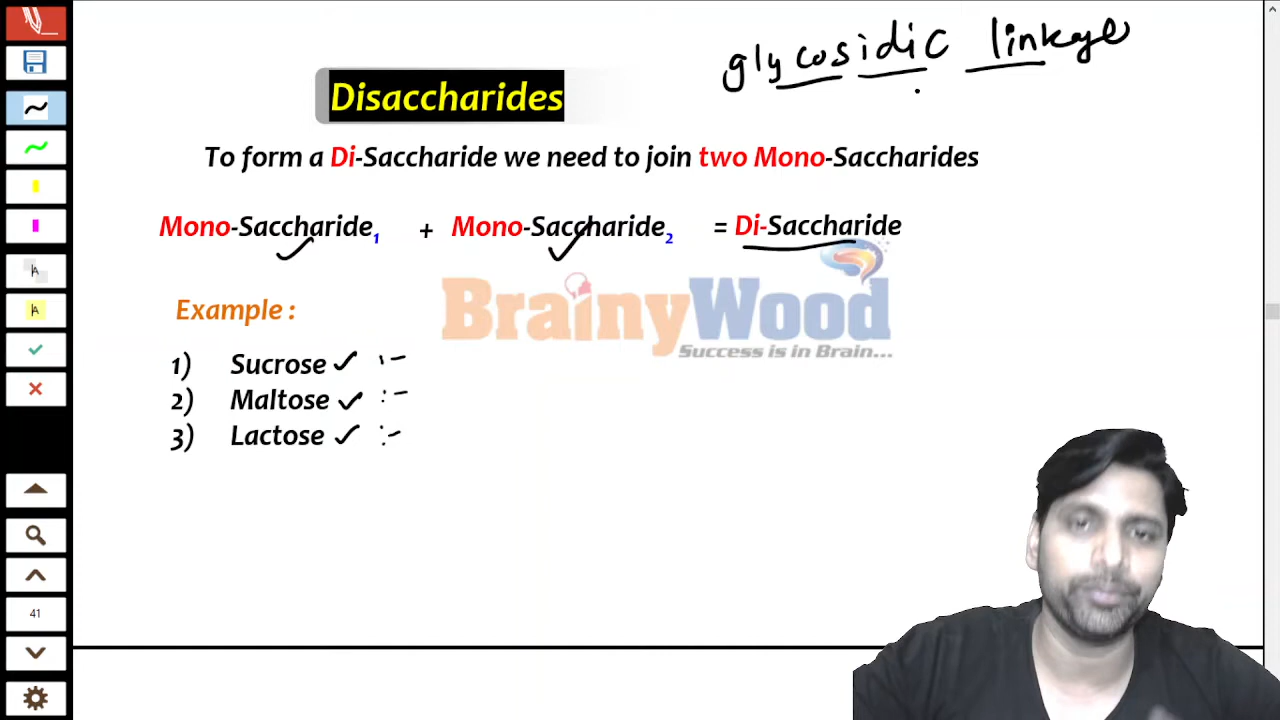 glycosidic linkage
Disaccharides
To form a Di-Saccharide we need to join two Mono-Saccharides
Mono-Saccharide1 + Mono-Saccharide2 = Di-Saccharide
BrainyWood
Success is in Brain...
Example :
1) Sucrose ✓ :-
2) Maltose ✓ :-
3) Lactose ✓ :-
41